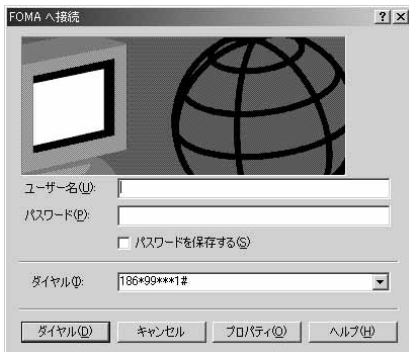 FOMA へ接続
ユーザー名(U):
パスワード(P):
パスワードを保存する(S)
ダイヤル(I): 186*99***1#
ダイヤル(D) キャンセル プロパティ(O) ヘルプ(H)